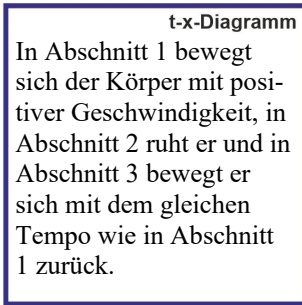 t-x-Diagramm
In Abschnitt 1 bewegt
sich der Körper mit posi-
tiver Geschwindigkeit, in
Abschnitt 2 ruht er und in
Abschnitt 3 bewegt er
sich mit dem gleichen
Tempo wie in Abschnitt
1 zurück.